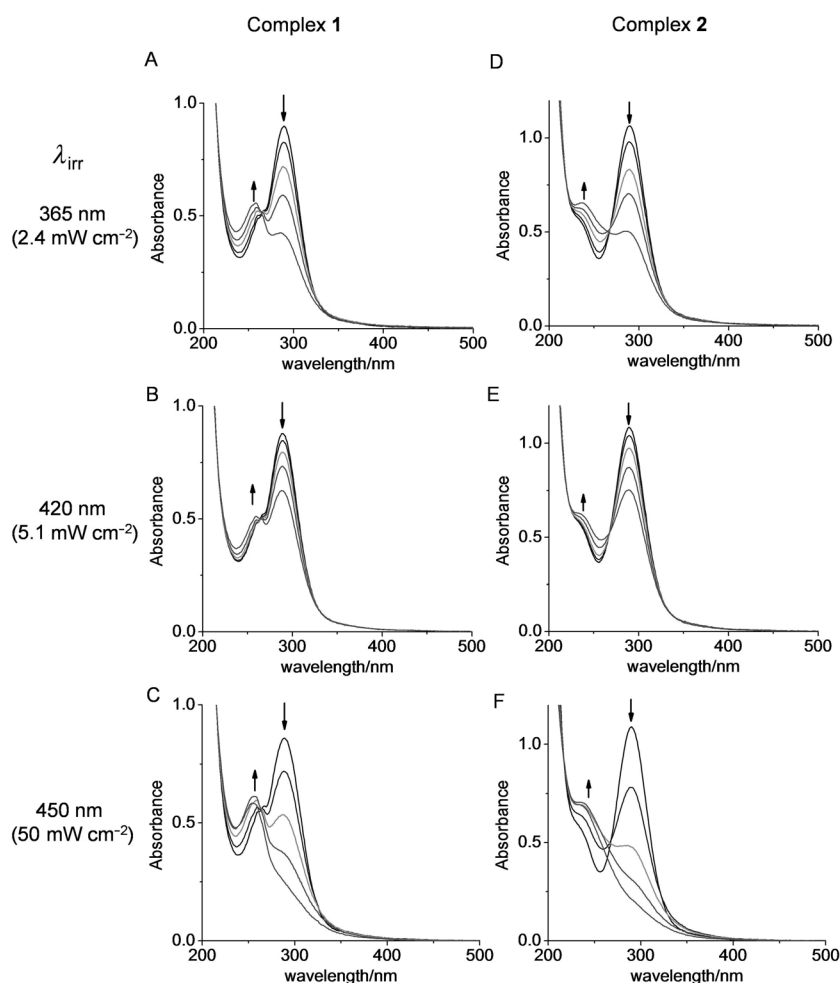 Complex 1
Complex 2
λirr
365 nm
(2.4 mW cm⁻²)
A
1.0
0.5
0.0
Absorbance
200
300
400
500
wavelength/nm
D
1.0
0.5
0.0
Absorbance
200
300
400
500
wavelength/nm
420 nm
(5.1 mW cm⁻²)
B
1.0
0.5
0.0
Absorbance
200
300
400
500
wavelength/nm
E
1.0
0.5
0.0
Absorbance
200
300
400
500
wavelength/nm
450 nm
(50 mW cm⁻²)
C
1.0
0.5
0.0
Absorbance
200
300
400
500
wavelength/nm
F
1.0
0.5
0.0
Absorbance
200
300
400
500
wavelength/nm